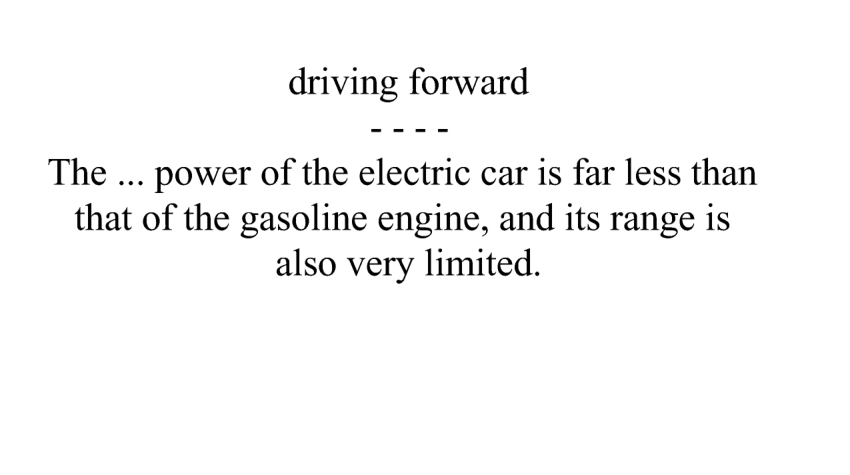 driving forward
- - - -
The ... power of the electric car is far less than
that of the gasoline engine, and its range is
also very limited.